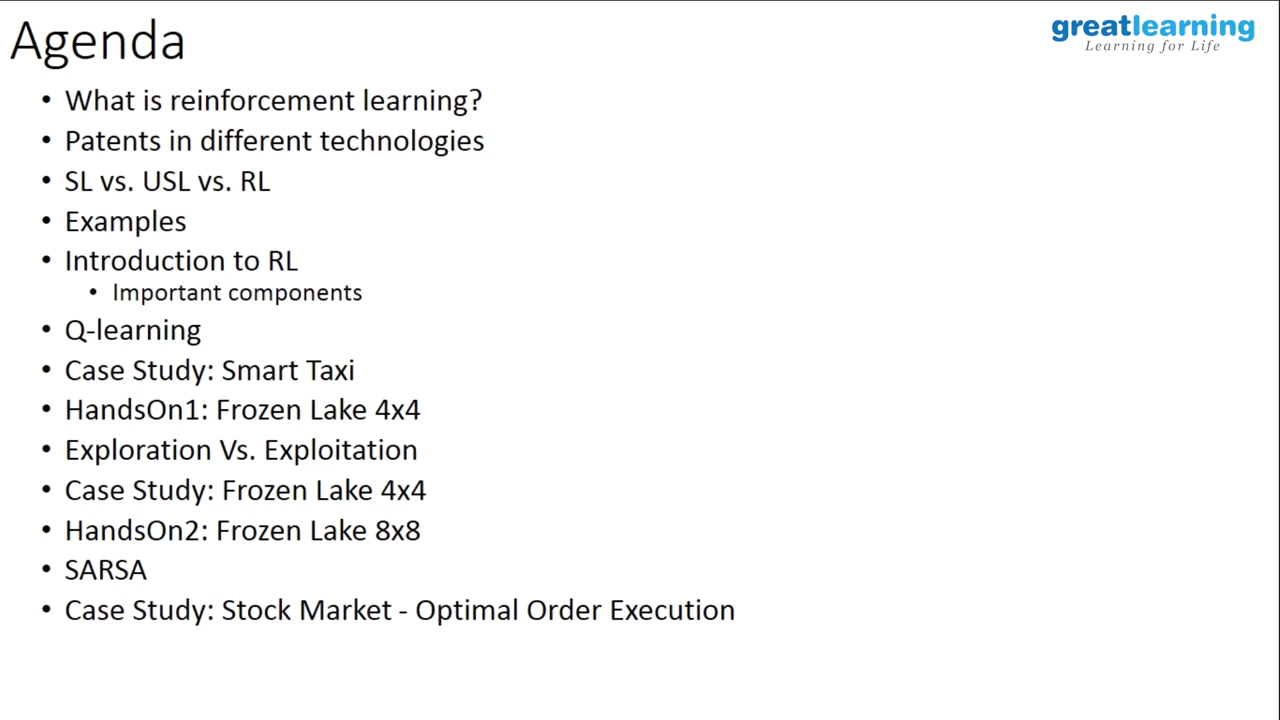 Agenda
greatlearning
Learning for Life
• What is reinforcement learning?
• Patents in different technologies
• SL vs. USL vs. RL
• Examples
• Introduction to RL
• Important components
• Q-learning
• Case Study: Smart Taxi
• HandsOn1: Frozen Lake 4x4
• Exploration Vs. Exploitation
• Case Study: Frozen Lake 4x4
• HandsOn2: Frozen Lake 8x8
• SARSA
• Case Study: Stock Market - Optimal Order Execution